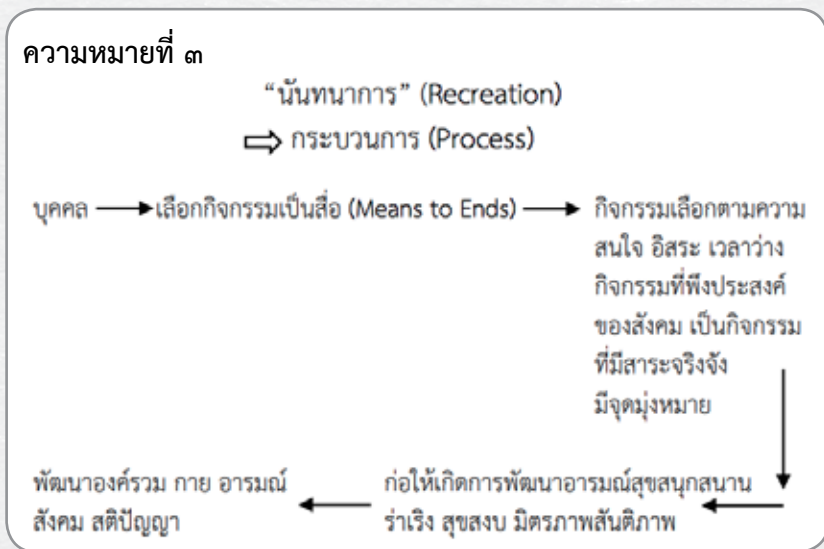 ความหมายที่ ๓
“นันทนาการ” (Recreation)
⇨ กระบวนการ (Process)
บุคคล → เลือกกิจกรรมเป็นสื่อ (Means to Ends) → กิจกรรมเลือกตามความ
สนใจ อิสระ เวลาว่าง
กิจกรรมที่พึงประสงค์
ของสังคม เป็นกิจกรรม
ที่มีสาระจริงจัง
มีจุดมุ่งหมาย
ก่อให้เกิดการพัฒนาอารมณ์สุขสนุกสนาน
ร่าเริง สุขสงบ มิตรภาพสันติภาพ
พัฒนาองค์รวม กาย อารมณ์
สังคม สติปัญญา